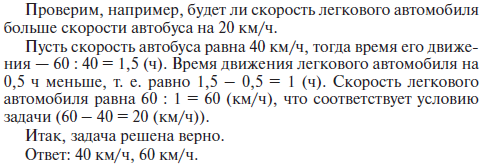 Проверим, например, будет ли скорость легкового автомобиля
больше скорости автобуса на 20 км/ч.
Пусть скорость автобуса равна 40 км/ч, тогда время его движе-
ния — 60 : 40 = 1,5 (ч). Время движения легкового автомобиля на
0,5 ч меньше, т. е. равно 1,5 − 0,5 = 1 (ч). Скорость легкового
автомобиля равна 60 : 1 = 60 (км/ч), что соответствует условию
задачи (60 − 40 = 20 (км/ч)).
Итак, задача решена верно.
Ответ: 40 км/ч, 60 км/ч.